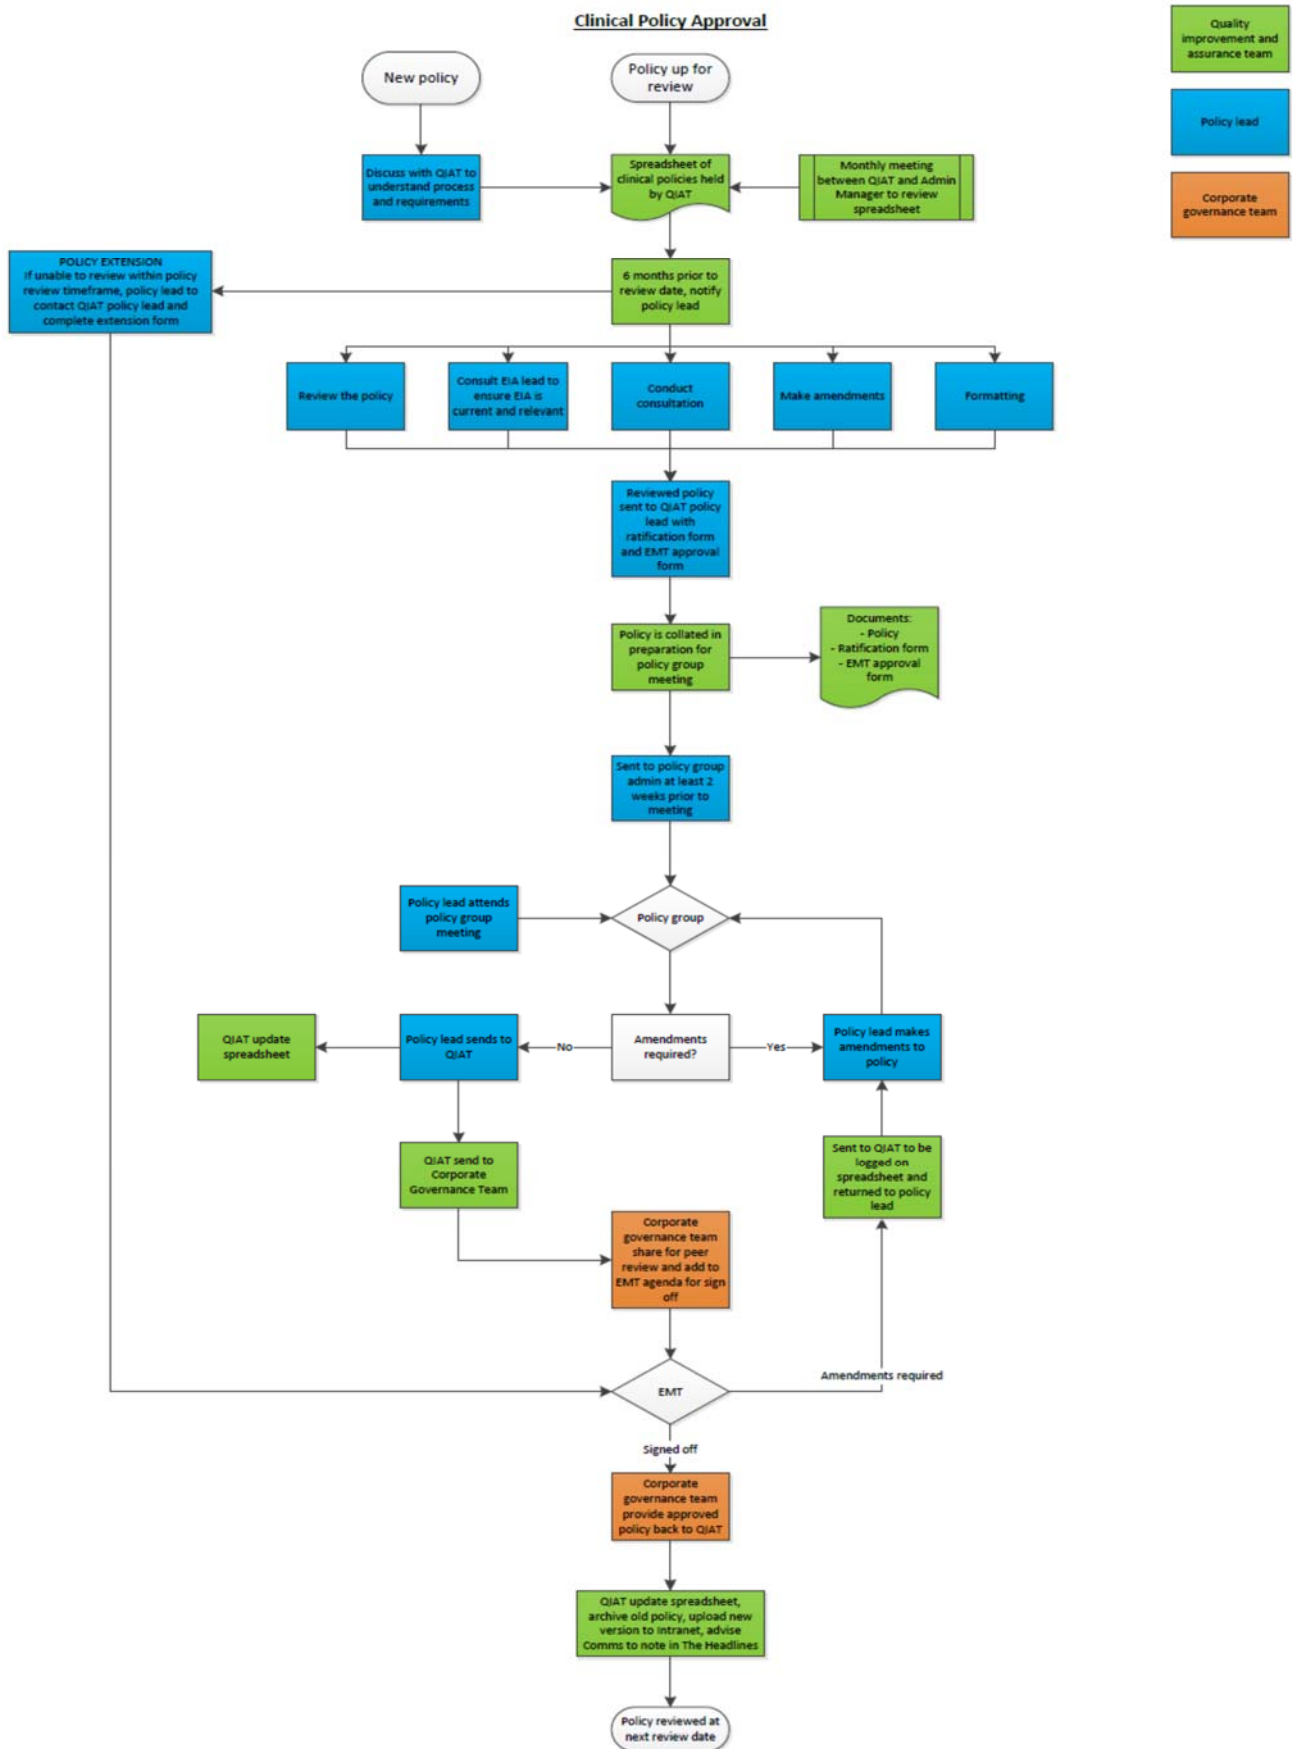 Clinical Policy Approval
Quality
improvement and
assurance team
Policy lead
Corporate
governance team
New policy
Policy up for
review
Discuss with QIAT to
understand process
and requirements
Spreadsheet of
clinical policies held
by QIAT
Monthly meeting
between QIAT and Admin
Manager to review
spreadsheet
POLICY EXTENSION
If unable to review within policy
review timeframe, policy lead to
contact QIAT policy lead and
complete extension form
6 months prior to
review date, notify
policy lead
Review the policy
Consult EIA lead to
ensure EIA is
current and relevant
Conduct
consultation
Make amendments
Formatting
Reviewed policy
sent to QIAT policy
lead with
ratification form
and EMT approval
form
Policy is collated in
preparation for
policy group
meeting
Documents:
- Policy
- Ratification form
- EMT approval
form
Sent to policy group
admin at least 2
weeks prior to
meeting
Policy lead attends
policy group
meeting
Policy group
QIAT update
spreadsheet
Policy lead sends to
QIAT
No
Amendments
required?
Yes
Policy lead makes
amendments to
policy
QIAT send to
Corporate
Governance Team
Sent to QIAT to be
logged on
spreadsheet and
returned to policy
lead
Corporate
governance team
share for peer
review and add to
EMT agenda for sign
off
EMT
Amendments required
Signed off
Corporate
governance team
provide approved
policy back to QIAT
QIAT update spreadsheet,
archive old policy, upload new
version to Intranet, advise
Comms to note in The Headlines
Policy reviewed at
next review date